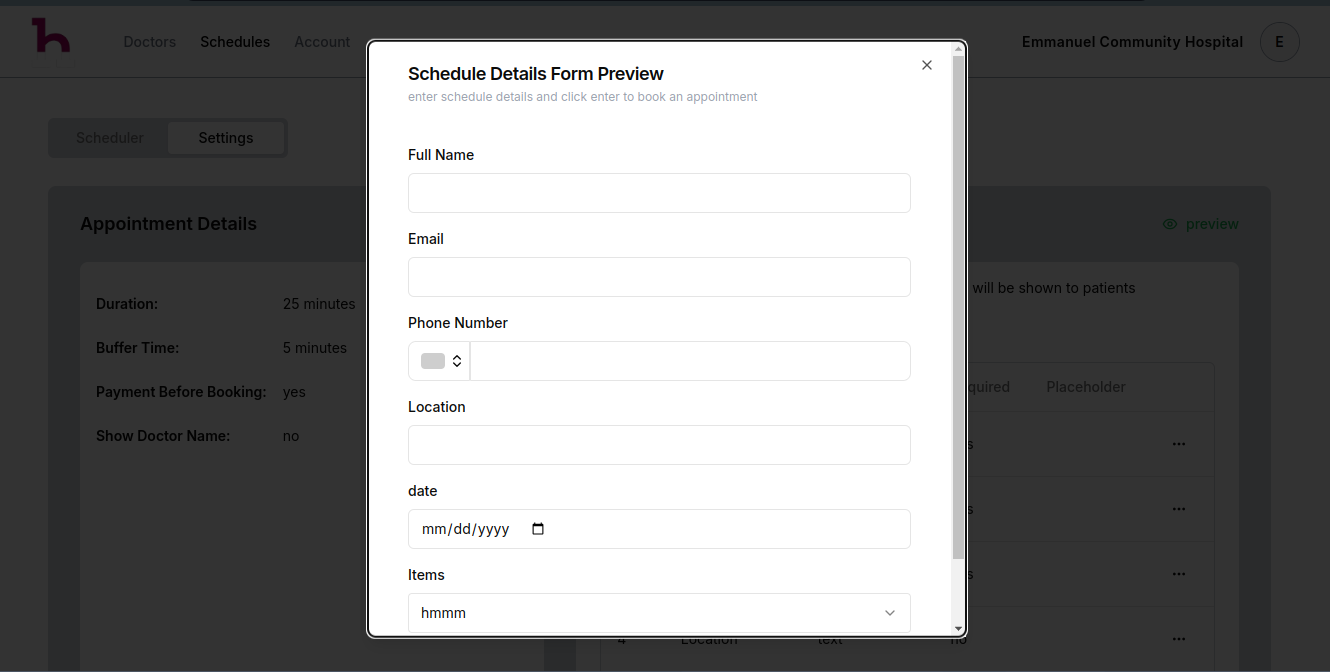 h
Doctors Schedules Account
Emmanuel Community Hospital E
Scheduler Settings
Appointment Details
preview
Duration: 25 minutes
Buffer Time: 5 minutes
Payment Before Booking: yes
Show Doctor Name: no
Schedule Details Form Preview
enter schedule details and click enter to book an appointment
Full Name
Email
Phone Number
Location
date
mm/dd/yyyy
Items
hmmm
will be shown to patients
quired Placeholder
s
s
s
4 Location text no